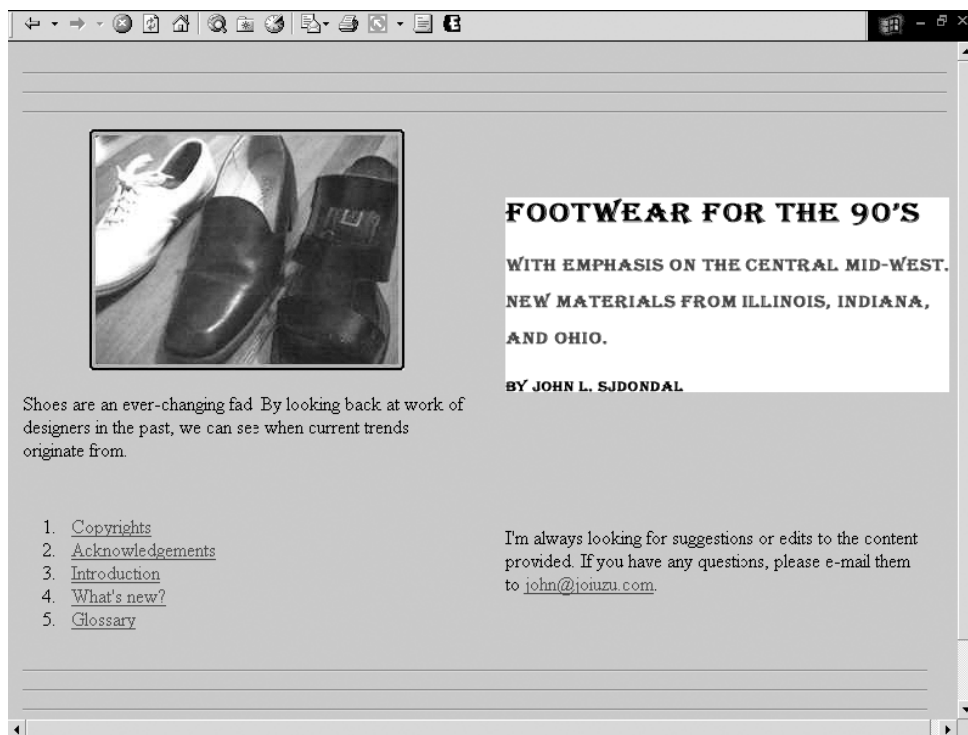 FOOTWEAR FOR THE 90'S
WITH EMPHASIS ON THE CENTRAL MID-WEST.
NEW MATERIALS FROM ILLINOIS, INDIANA,
AND OHIO.
BY JOHN L. SJDONDAL
Shoes are an ever-changing fad. By looking back at work of
designers in the past, we can see when current trends
originate from.
1. Copyrights
2. Acknowledgements
3. Introduction
4. What's new?
5. Glossary
I'm always looking for suggestions or edits to the content
provided. If you have any questions, please e-mail them
to john@joiuzu.com.